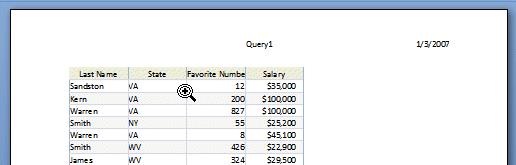 Query1 1/3/2007
Last Name State Favorite Numbe Salary
Sandston VA 12 $35,000
Kern VA 200 $100,000
Warren VA 827 $100,000
Smith NY 55 $25,200
Warren VA 8 $45,100
Smith WV 426 $22,900
James WV 324 $29,500